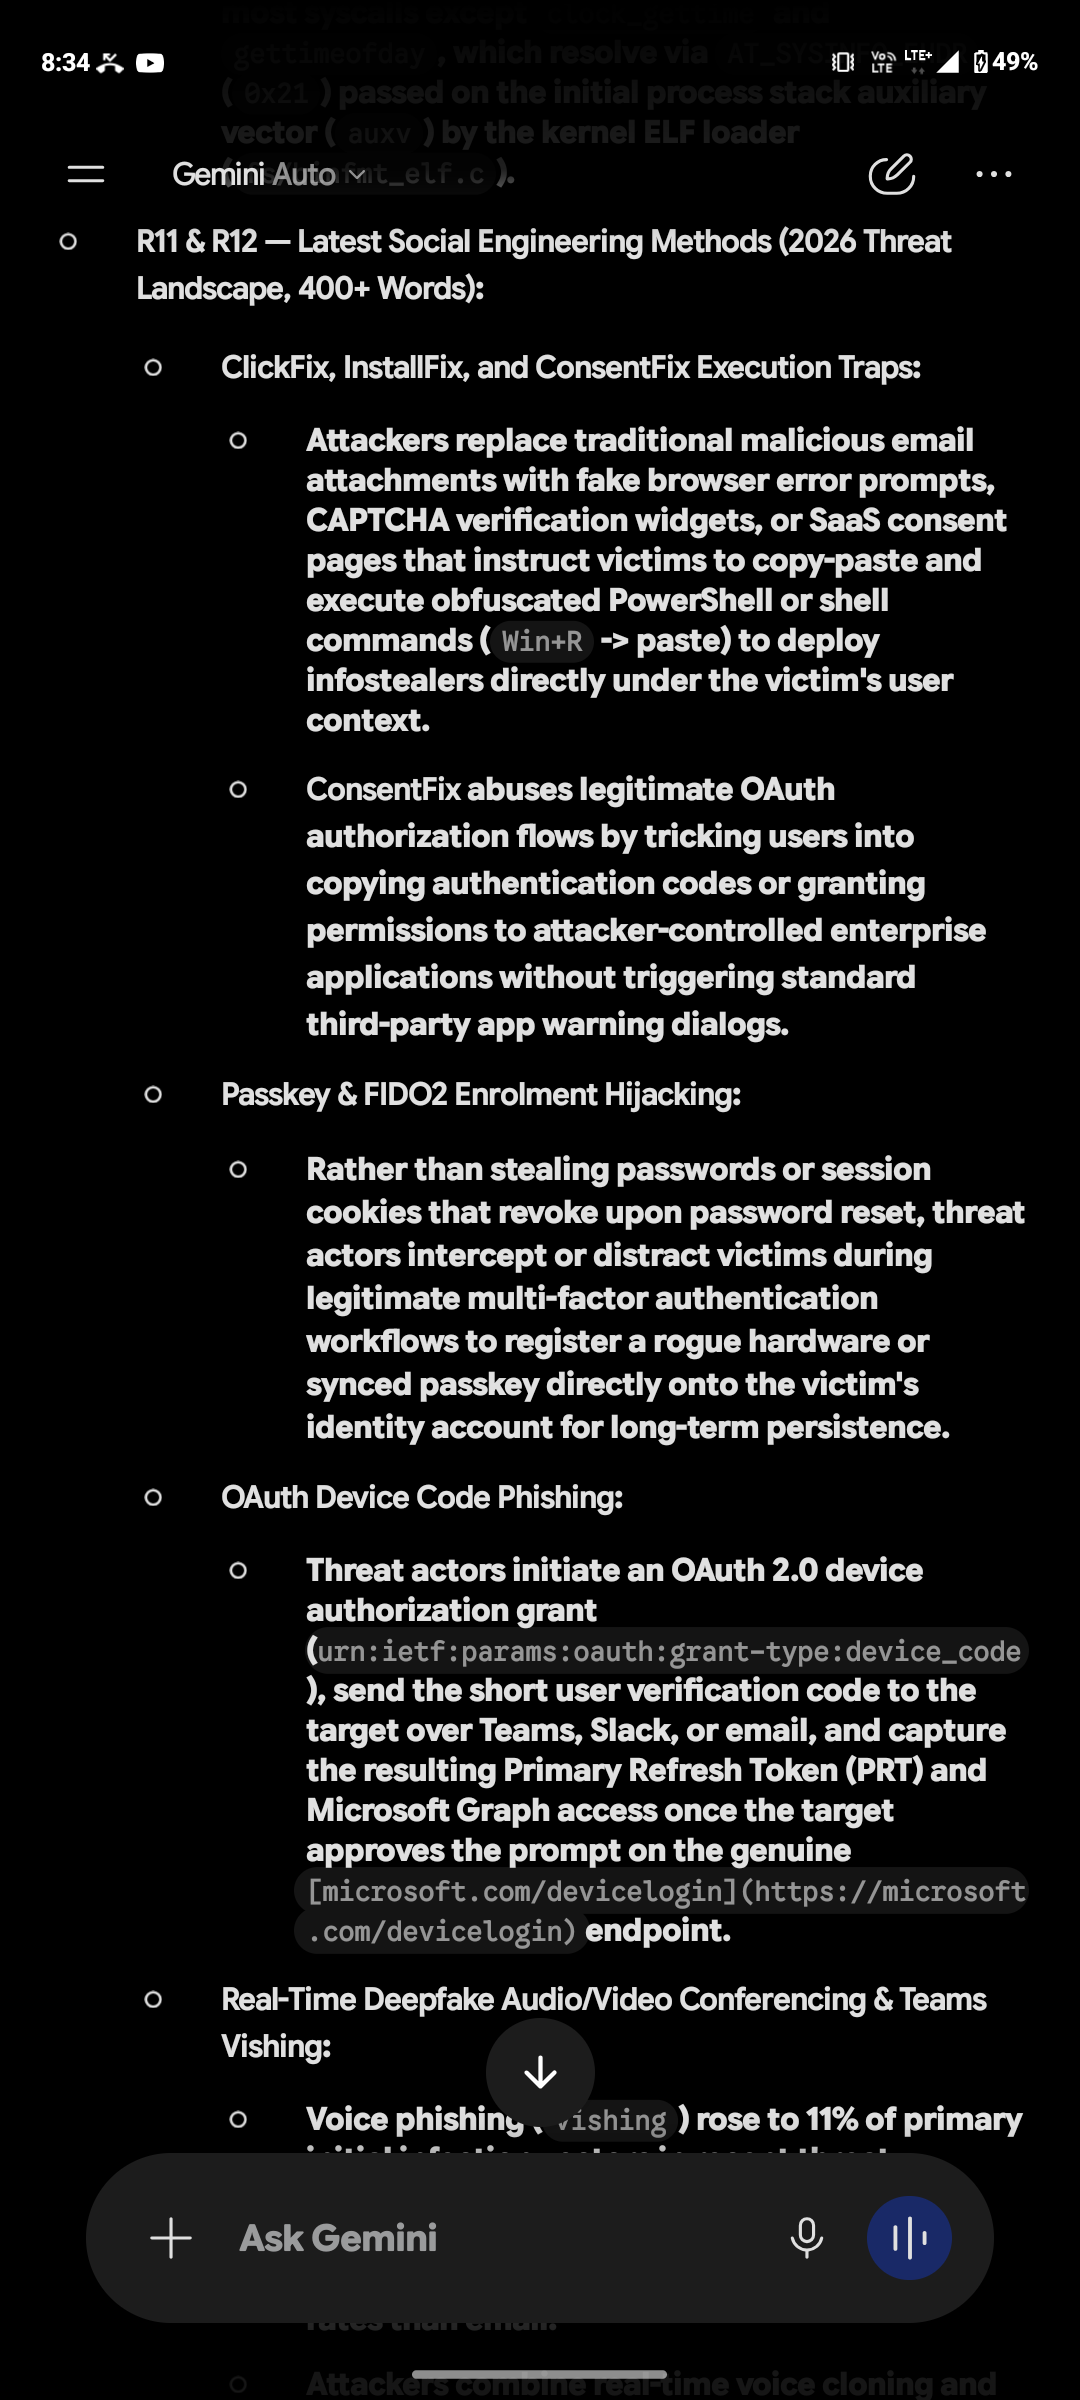 most syscalls except clock_gettime and
8:34 VoLTE LTE+ 49%
gettimeofday , which resolve via
( 0x21 ) passed on the initial process stack auxiliary
vector ( auxv ) by the kernel ELF loader
Gemini Auto
R11 & R12 — Latest Social Engineering Methods (2026 Threat
Landscape, 400+ Words):
ClickFix, InstallFix, and ConsentFix Execution Traps:
Attackers replace traditional malicious email
attachments with fake browser error prompts,
CAPTCHA verification widgets, or SaaS consent
pages that instruct victims to copy-paste and
execute obfuscated PowerShell or shell
commands ( Win+R -> paste) to deploy
infostealers directly under the victim's user
context.
ConsentFix abuses legitimate OAuth
authorization flows by tricking users into
copying authentication codes or granting
permissions to attacker-controlled enterprise
applications without triggering standard
third-party app warning dialogs.
Passkey & FIDO2 Enrolment Hijacking:
Rather than stealing passwords or session
cookies that revoke upon password reset, threat
actors intercept or distract victims during
legitimate multi-factor authentication
workflows to register a rogue hardware or
synced passkey directly onto the victim's
identity account for long-term persistence.
OAuth Device Code Phishing:
Threat actors initiate an OAuth 2.0 device
authorization grant
(urn:ietf:params:oauth:grant-type:device_code
), send the short user verification code to the
target over Teams, Slack, or email, and capture
the resulting Primary Refresh Token (PRT) and
Microsoft Graph access once the target
approves the prompt on the genuine
[microsoft.com/devicelogin](https://microsoft
.com/devicelogin) endpoint.
Real-Time Deepfake Audio/Video Conferencing & Teams
Vishing:
Voice phishing ( vishing ) rose to 11% of primary
Ask Gemini
rates than email.
Attackers combine real-time voice cloning and